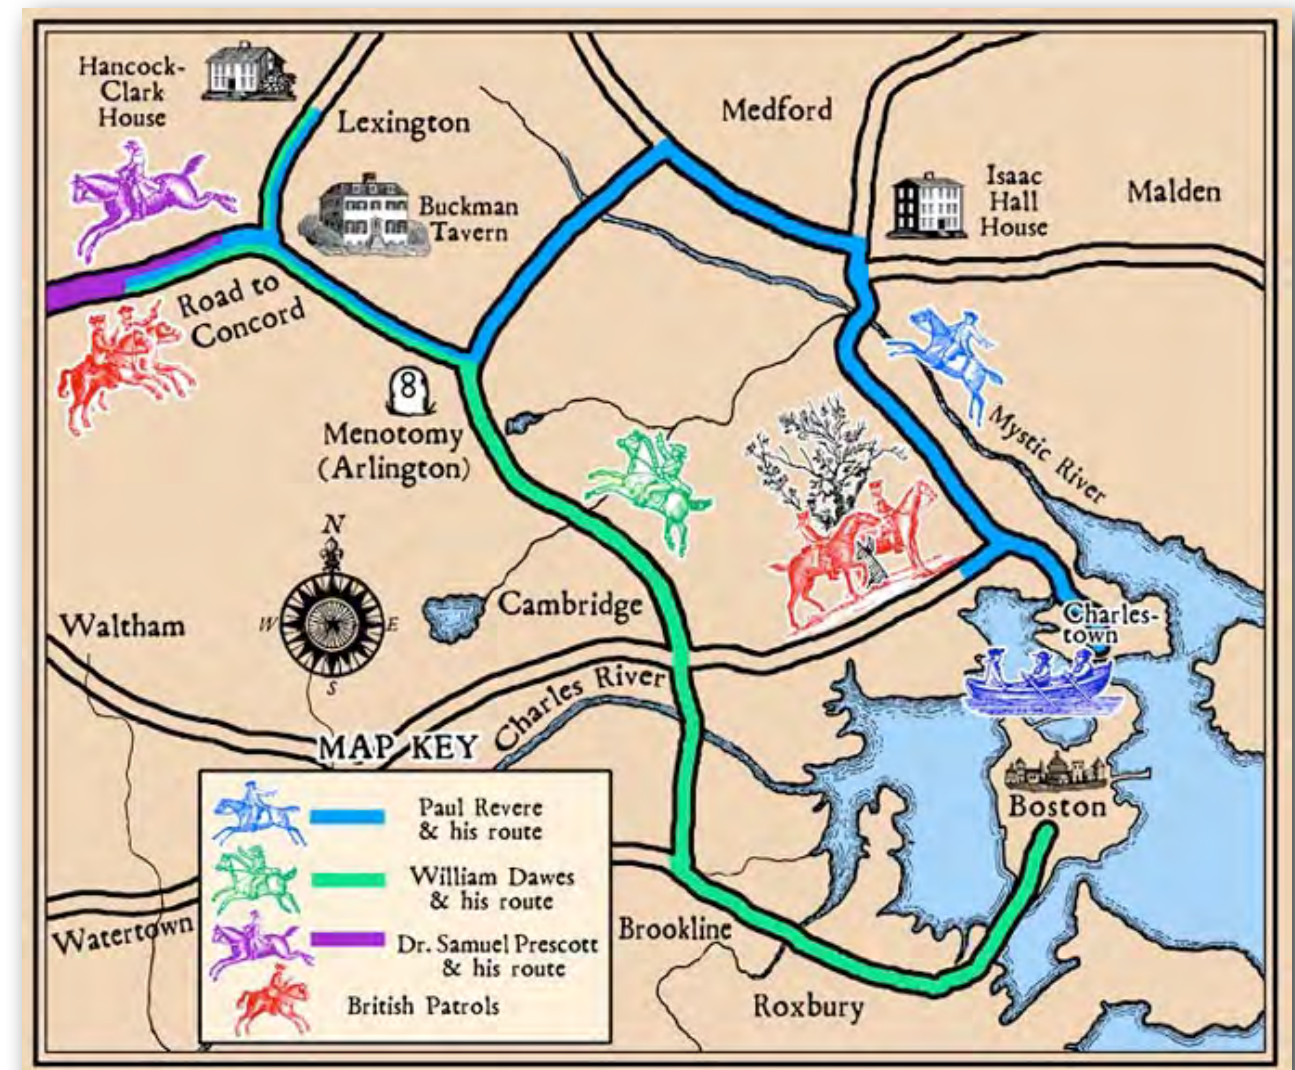 Hancock-
Clark
House
Lexington
Medford
Isaac
Hall
House
Malden
Buckman
Tavern
Road to
Concord
8
Menotomy
(Arlington)
Mystic River
N
W
E
S
Waltham
Cambridge
Charles-
town
Charles River
Boston
MAP KEY
Paul Revere
& his route
William Dawes
& his route
Dr. Samuel Prescott
& his route
British Patrols
Watertown
Brookline
Roxbury